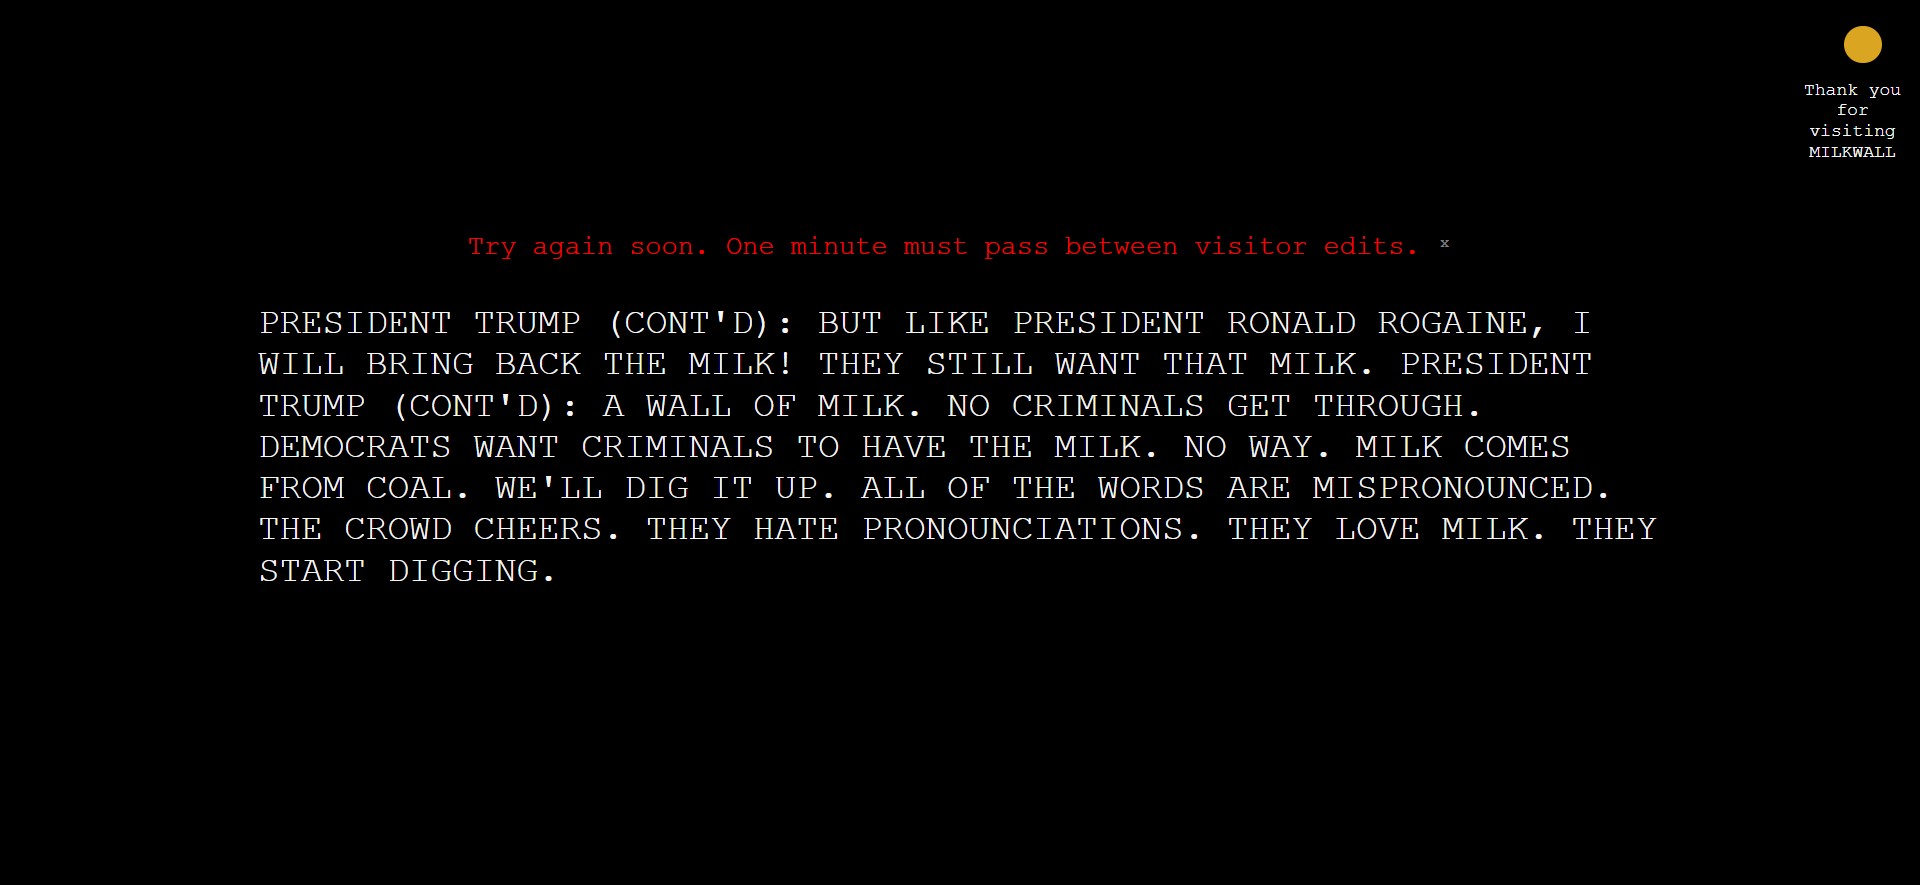 Thank you
for
visiting
MILKWALL
Try again soon. One minute must pass between visitor edits. x
PRESIDENT TRUMP (CONT'D): BUT LIKE PRESIDENT RONALD ROGAINE, I
WILL BRING BACK THE MILK! THEY STILL WANT THAT MILK. PRESIDENT
TRUMP (CONT'D): A WALL OF MILK. NO CRIMINALS GET THROUGH.
DEMOCRATS WANT CRIMINALS TO HAVE THE MILK. NO WAY. MILK COMES
FROM COAL. WE'LL DIG IT UP. ALL OF THE WORDS ARE MISPRONOUNCED.
THE CROWD CHEERS. THEY HATE PRONOUNCIATIONS. THEY LOVE MILK. THEY
START DIGGING.